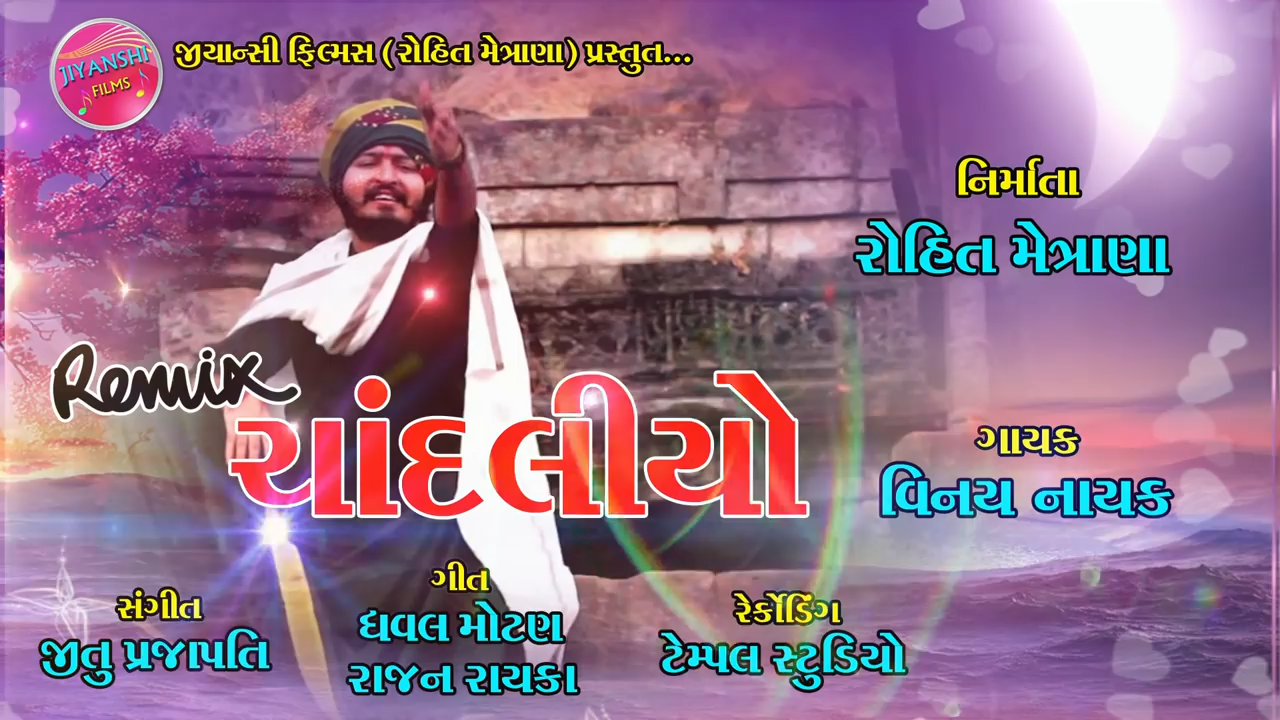 JIYANSHI
FILMS
જીયાન્સી ફિલ્મસ (રોહિત મેત્રાણા) પ્રસ્તુત...
નિર્માતા
રોહિત મેત્રાણા
Remix
ચાંદલીયો
ગાયક
વિનય નાયક
સંગીત
જીતુ પ્રજાપતિ
ગીત
ધવલ મોટણ
રાજન રાયકા
રેકોર્ડિંગ
ટેમ્પલ સ્ટુડિયો